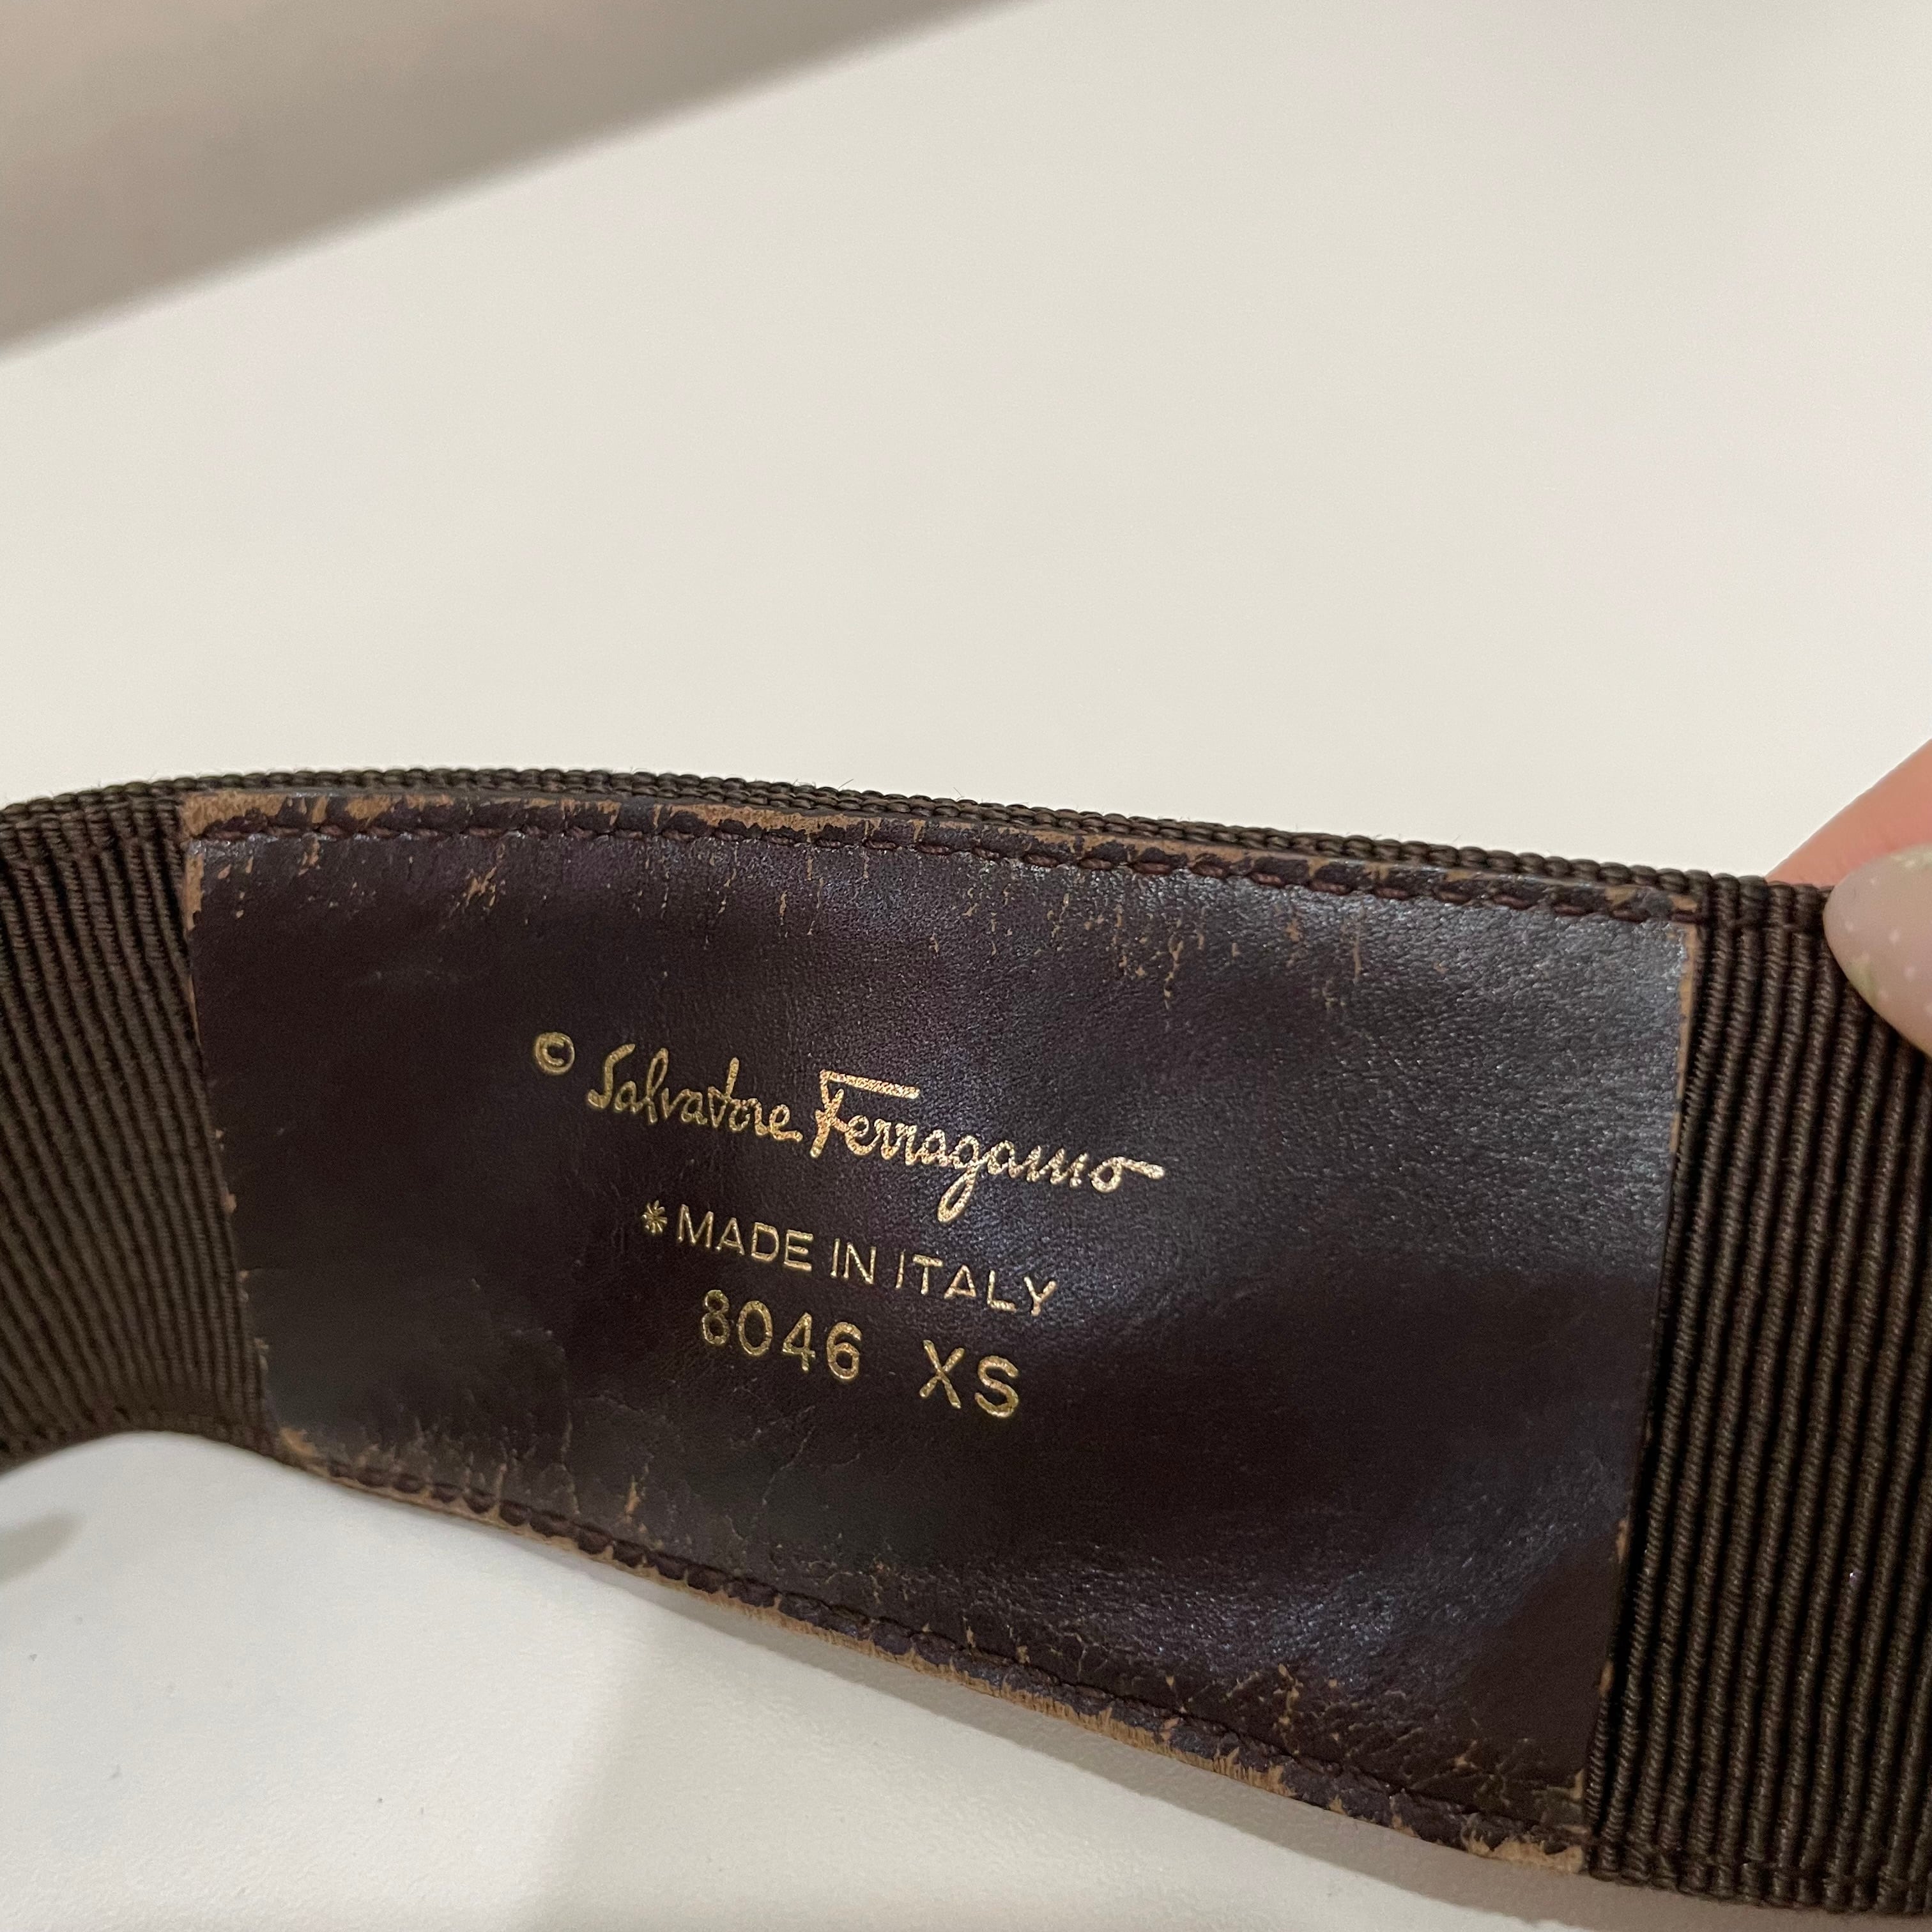 © Salvatore Ferragamo
*MADE IN ITALY
8046 XS